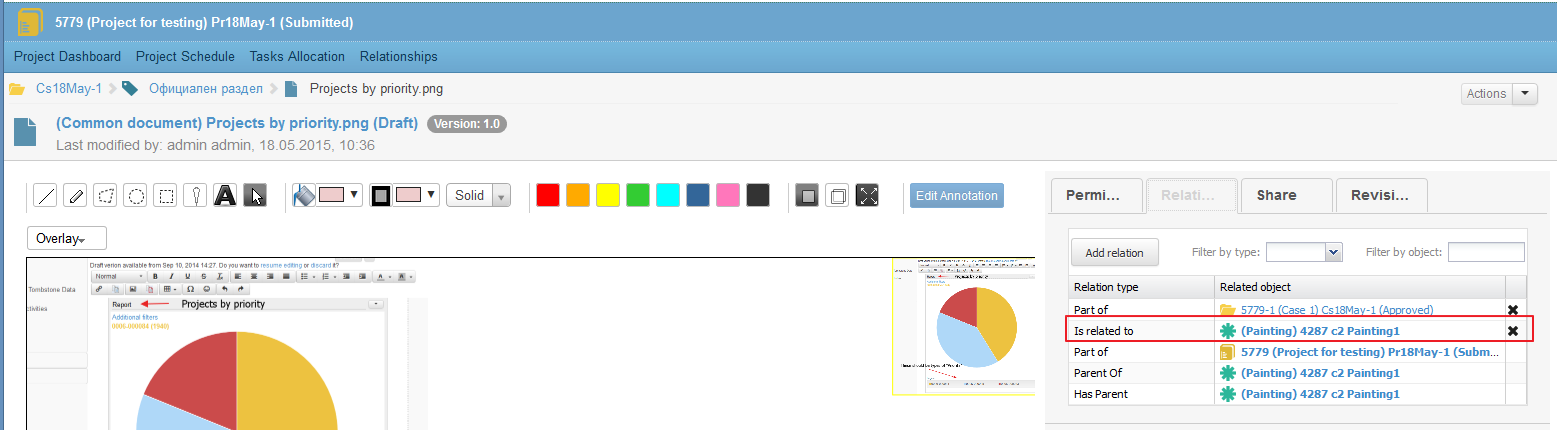 5779 (Project for testing) Pr18May-1 (Submitted)
Project Dashboard Project Schedule Tasks Allocation Relationships
Cs18May-1 Официален раздел Projects by priority.png
Actions
(Common document) Projects by priority.png (Draft) Version: 1.0
Last modified by: admin admin, 18.05.2015, 10:36
A Solid Edit Annotation
Permi... Relati... Share Revisi...
Overlay
Add relation Filter by type: Filter by object:
Relation type Related object
Part of 5779-1 (Case 1) Cs18May-1 (Approved)
Is related to (Painting) 4287 c2 Painting1
Part of 5779 (Project for testing) Pr18May-1 (Subm...
Parent Of (Painting) 4287 c2 Painting1
Has Parent (Painting) 4287 c2 Painting1
Draft verion available from Sep 10, 2014 14:27. Do you want to resume editing or discard it?
Normal B I U S
Tombstone Data
Report Projects by priority
Additional filters
Projects by priority